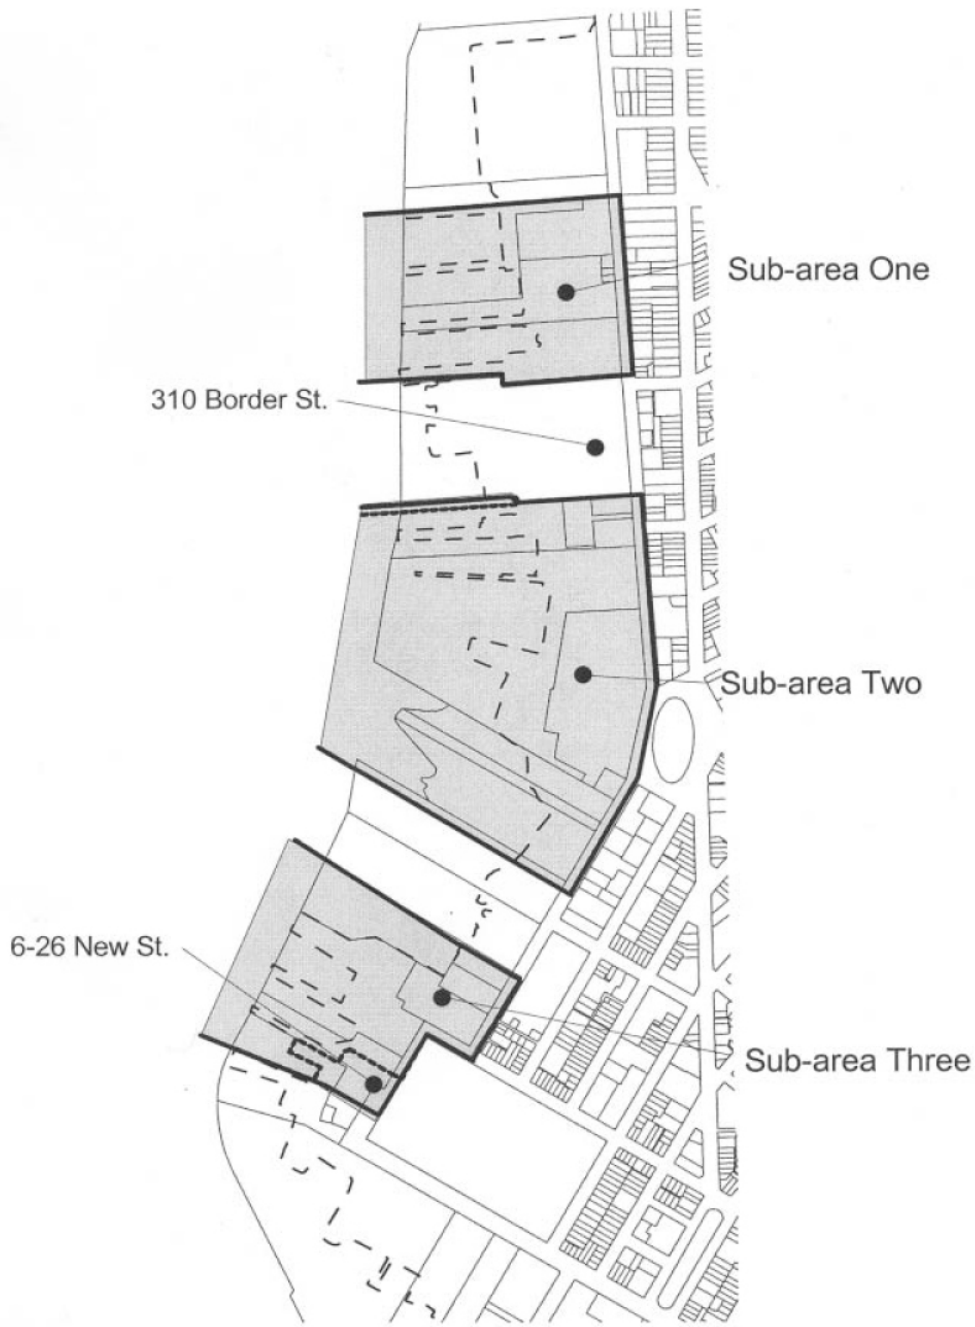 Sub-area One
310 Border St.
Sub-area Two
6-26 New St.
Sub-area Three